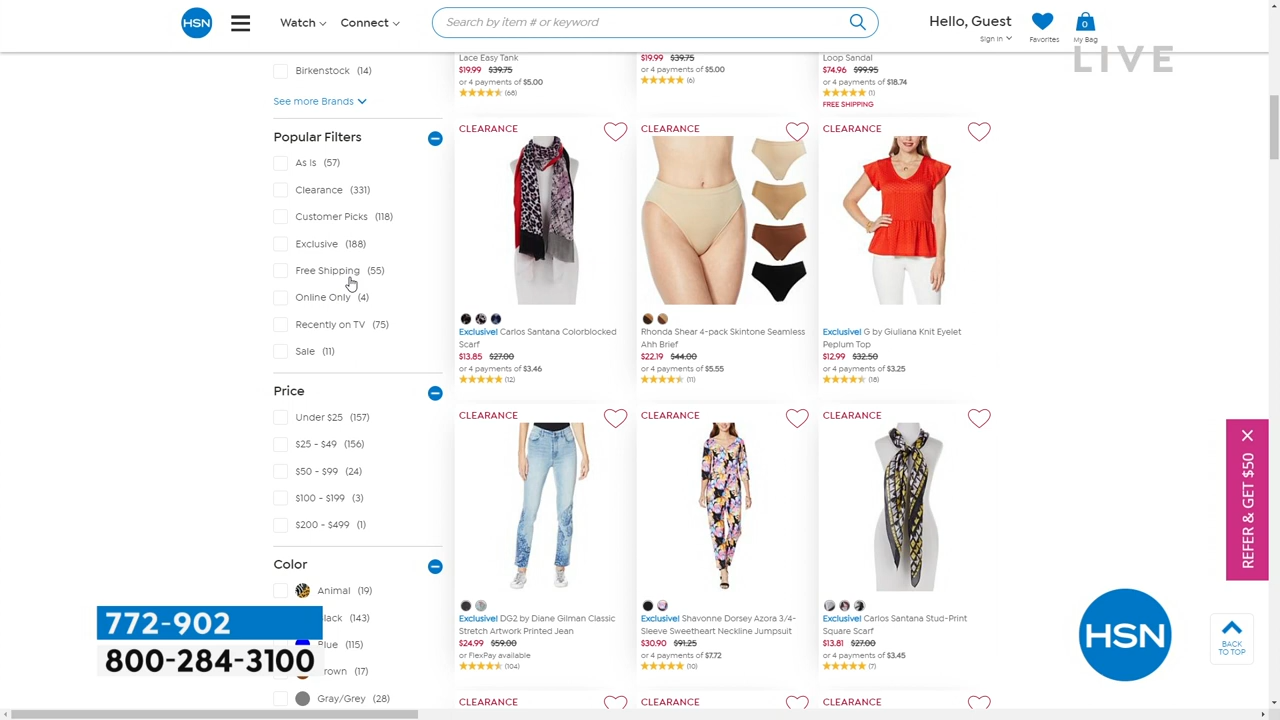 HSN
Watch
Connect
Search by item # or keyword
Hello, Guest
Sign In
Favorites
0
My Bag
LIVE
Birkenstock (14)
See more Brands
Popular Filters
As Is (57)
Clearance (331)
Customer Picks (118)
Exclusive (188)
Free Shipping (55)
Online Only (4)
Recently on TV (75)
Sale (11)
Price
Under $25 (157)
$25 - $49 (156)
$50 - $99 (24)
$100 - $199 (3)
$200 - $499 (1)
Color
Animal (19)
lack (143)
Blue (115)
rown (17)
Gray/Grey (28)
Lace Easy Tank
$19.99 $39.75
or 4 payments of $5.00
(66)
$19.99 $39.75
or 4 payments of $5.00
(6)
Loop Sandal
$74.96 $99.95
or 4 payments of $18.74
(1)
FREE SHIPPING
CLEARANCE
Exclusive! Carlos Santana Colorblocked
Scarf
$13.85 $27.00
or 4 payments of $3.46
(12)
CLEARANCE
Rhonda Shear 4-pack Skintone Seamless
Ahh Brief
$22.19 $44.00
or 4 payments of $5.55
(11)
CLEARANCE
Exclusive! G by Giuliana Knit Eyelet
Peplum Top
$12.99 $32.50
or 4 payments of $3.25
(18)
CLEARANCE
Exclusive! DG2 by Diane Gilman Classic
Stretch Artwork Printed Jean
$24.99 $59.00
or FlexPay available
(104)
CLEARANCE
Exclusive! Shavonne Dorsey Azora 3/4-
Sleeve Sweetheart Neckline Jumpsuit
$30.90 $91.25
or 4 payments of $7.72
(10)
CLEARANCE
Exclusive! Carlos Santana Stud-Print
Square Scarf
$13.81 $27.00
or 4 payments of $3.45
(7)
CLEARANCE
CLEARANCE
CLEARANCE
REFER & GET $50
BACK
TO TOP
HSN
772-902
800-284-3100